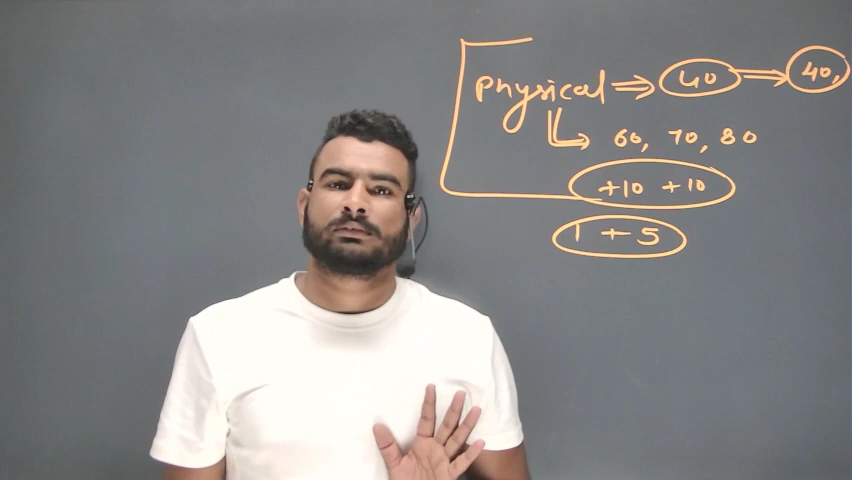 Physical ⇒ 40 ⇒ 40,
60, 70, 80
+10 +10
1 + 5